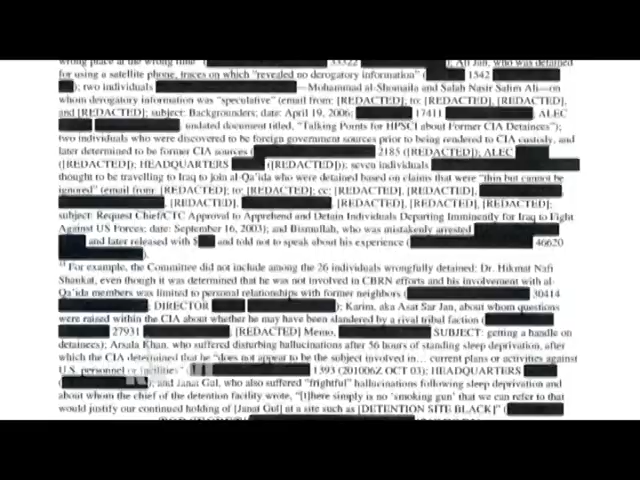 wrong place at the wrong time" ( 33322 ); Ali Jan, who was detained
for using a satellite phone, traces on which "revealed no derogatory information" ( 1542
); two individuals —Mohammad al-Shomaila and Salah Nasir Salim Ali—on
whom derogatory information was "speculative" (email from: [REDACTED]; to: [REDACTED], [REDACTED],
and [REDACTED]; subject: Backgrounders; date: April 19, 2006; 17411 ALEC
undated document titled, "Talking Points for HPSCI about Former CIA Detainees");
two individuals who were discovered to be foreign government sources prior to being rendered to CIA custody, and
later determined to be former CIA sources ( 2185 ([REDACTED]); ALEC
([REDACTED]); HEADQUARTERS ([REDACTED]); seven individuals
thought to be travelling to Iraq to join al-Qa'ida who were detained based on claims that were "thin but cannot be
ignored" (email from: [REDACTED]; to: [REDACTED]; cc: [REDACTED], [REDACTED],
[REDACTED], [REDACTED], [REDACTED], [REDACTED];
subject: Request Chief/CTC Approval to Apprehend and Detain Individuals Departing Imminently for Iraq to Fight
Against US Forces; date: September 16, 2003); and Bismullah, who was mistakenly arrested
and later released with $ and told not to speak about his experience ( 46620
).
For example, the Committee did not include among the 26 individuals wrongfully detained: Dr. Hikmat Nafi
Shaukat, even though it was determined that he was not involved in CBRN efforts and his involvement with al-
Qa'ida members was limited to personal relationships with former neighbors ( 30414
DIRECTOR ); Karim, aka Asat Sar Jan, about whom questions
were raised within the CIA about whether he may have been slandered by a rival tribal faction (
27931 , [REDACTED] Memo, SUBJECT: getting a handle on
detainees); Arsala Khan, who suffered disturbing hallucinations after 56 hours of standing sleep deprivation, after
which the CIA determined that he "does not appear to be the subject involved in... current plans or activities against
U.S. personnel or facilities" ( 1393 (201006Z OCT 03); HEADQUARTERS
); and Janat Gul, who also suffered "frightful" hallucinations following sleep deprivation and
about whom the chief of the detention facility wrote, "[t]here simply is no 'smoking gun' that we can refer to that
would justify our continued holding of [Janat Gul] at a site such as [DETENTION SITE BLACK]" (